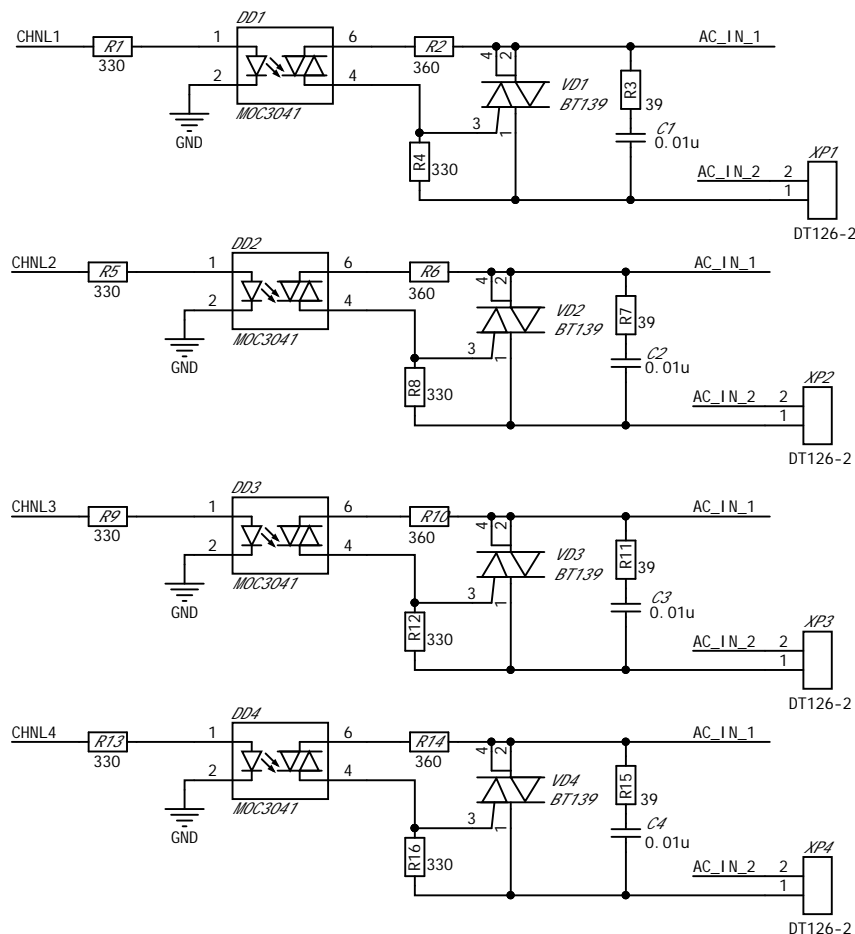 DD1
CHNL1 R1 1 6 R2 AC_IN_1
330 360 4 2
2 4 VD1 R3
BT139 39
MOC3041 3 1 C1
GND R4 0.01u
330 XP1
AC_IN_2 2
1
DT126-2
DD2
CHNL2 R5 1 6 R6 AC_IN_1
330 360 4 2
2 4 VD2 R7
BT139 39
MOC3041 3 1 C2
GND R8 0.01u
330 XP2
AC_IN_2 2
1
DT126-2
DD3
CHNL3 R9 1 6 R10 AC_IN_1
330 360 4 2
2 4 VD3 R11
BT139 39
MOC3041 3 1 C3
GND R12 0.01u
330 XP3
AC_IN_2 2
1
DT126-2
DD4
CHNL4 R13 1 6 R14 AC_IN_1
330 360 4 2
2 4 VD4 R15
BT139 39
MOC3041 3 1 C4
GND R16 0.01u
330 XP4
AC_IN_2 2
1
DT126-2